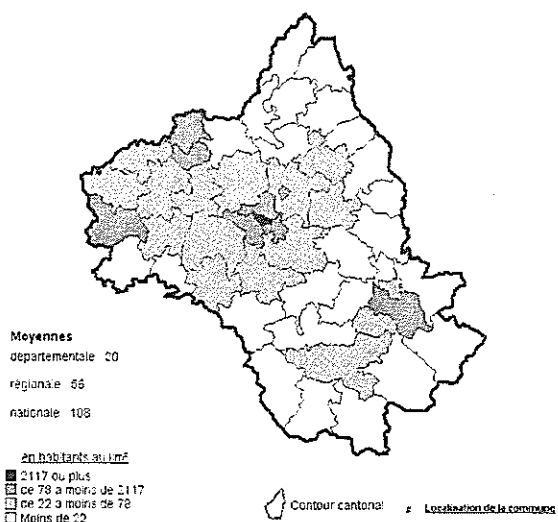 Moyennes
départementale 20
régionale 56
nationale 108
en habitants au km²
2117 ou plus
de 78 à moins de 2117
de 22 à moins de 78
Moins de 22
Contour cantonal
Localisation de la commune